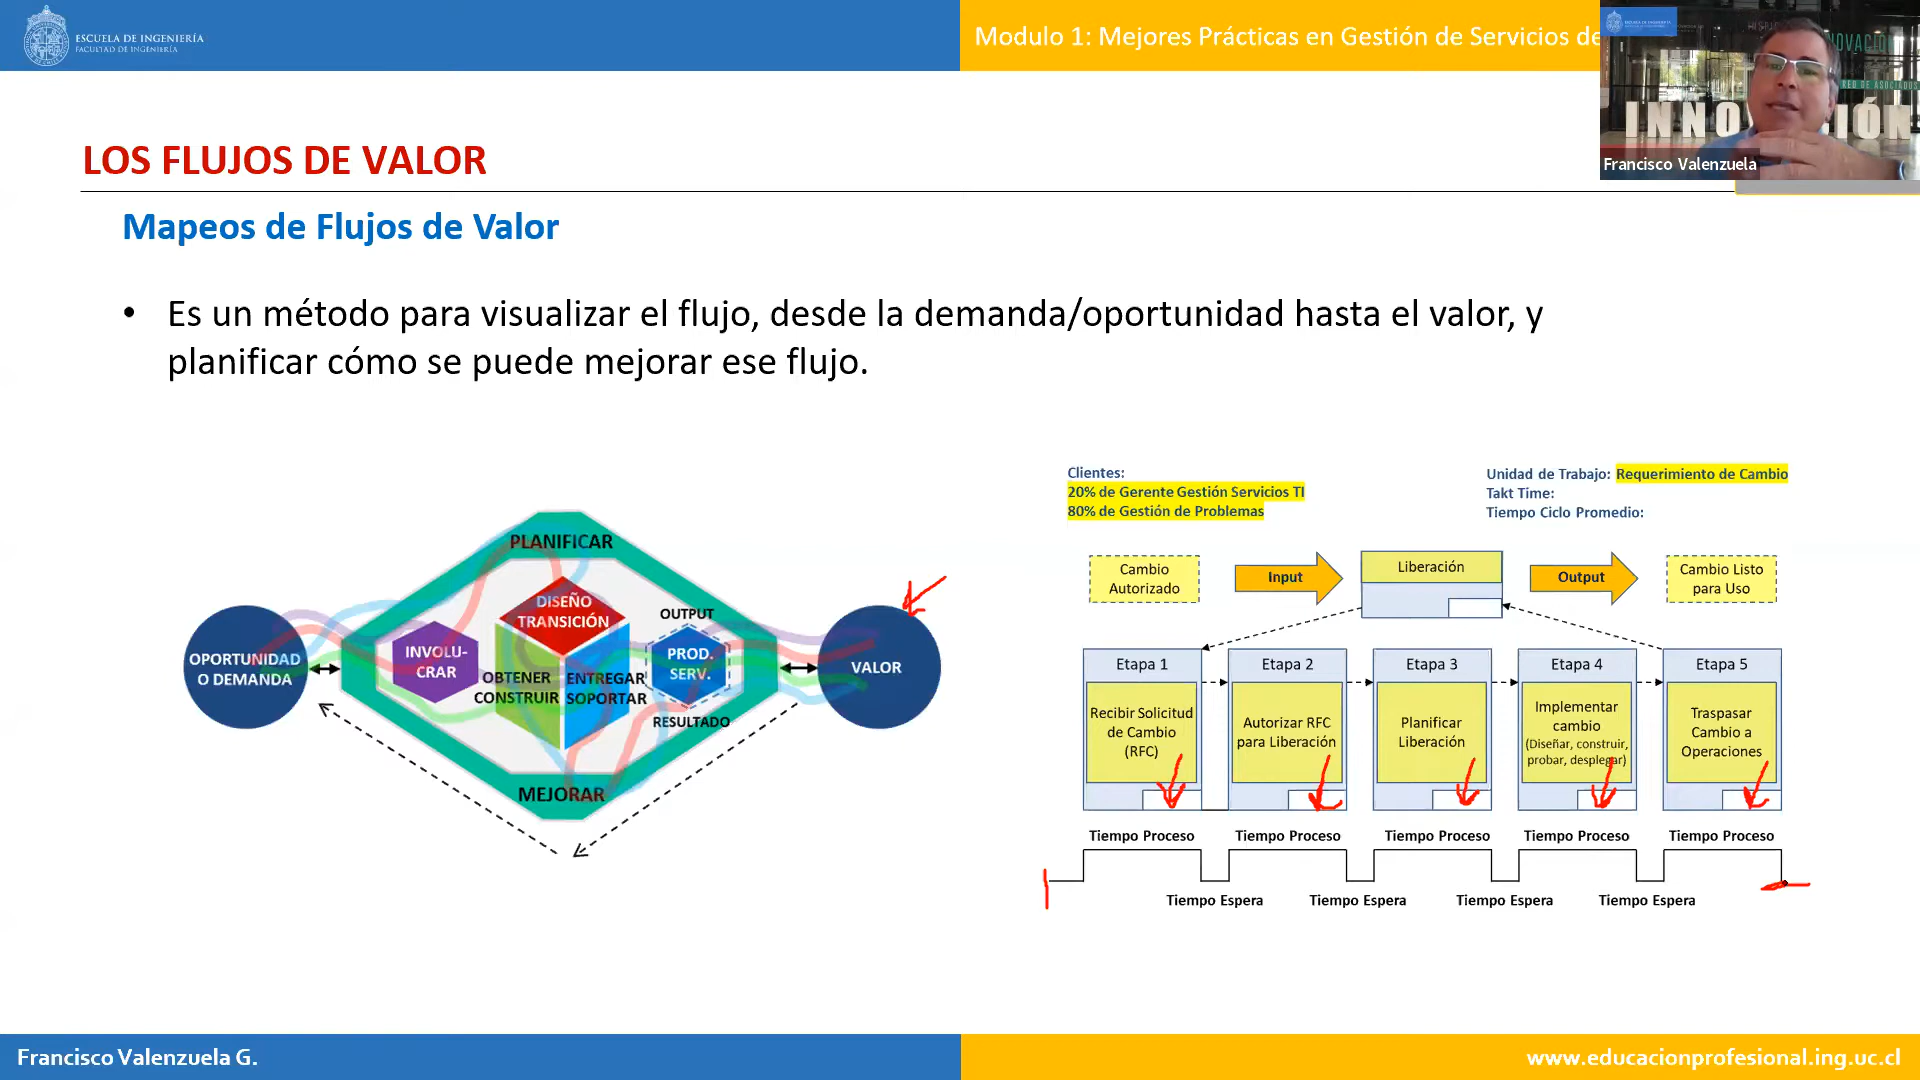 ESCUELA DE INGENIERÍA
FACULTAD DE INGENIERÍA
Modulo 1: Mejores Prácticas en Gestión de Servicios de
INNO IÓN
Francisco Valenzuela
LOS FLUJOS DE VALOR
Mapeos de Flujos de Valor
• Es un método para visualizar el flujo, desde la demanda/oportunidad hasta el valor, y
planificar cómo se puede mejorar ese flujo.
OPORTUNIDAD
O DEMANDA
PLANIFICAR
INVOLU-
CRAR
DISEÑO
TRANSICIÓN
OBTENER
CONSTRUIR
ENTREGAR
SOPORTAR
OUTPUT
PROD.
SERV.
RESULTADO
MEJORAR
VALOR
Clientes:
20% de Gerente Gestión Servicios TI
80% de Gestión de Problemas
Unidad de Trabajo: Requerimiento de Cambio
Takt Time:
Tiempo Ciclo Promedio:
Cambio
Autorizado
Input
Liberación
Output
Cambio Listo
para Uso
Etapa 1
Recibir Solicitud
de Cambio
(RFC)
Etapa 2
Autorizar RFC
para Liberación
Etapa 3
Planificar
Liberación
Etapa 4
Implementar
cambio
(Diseñar, construir,
probar, desplegar)
Etapa 5
Traspasar
Cambio a
Operaciones
Tiempo Proceso Tiempo Proceso Tiempo Proceso Tiempo Proceso Tiempo Proceso
Tiempo Espera Tiempo Espera Tiempo Espera Tiempo Espera
Francisco Valenzuela G.
www.educacionprofesional.ing.uc.cl